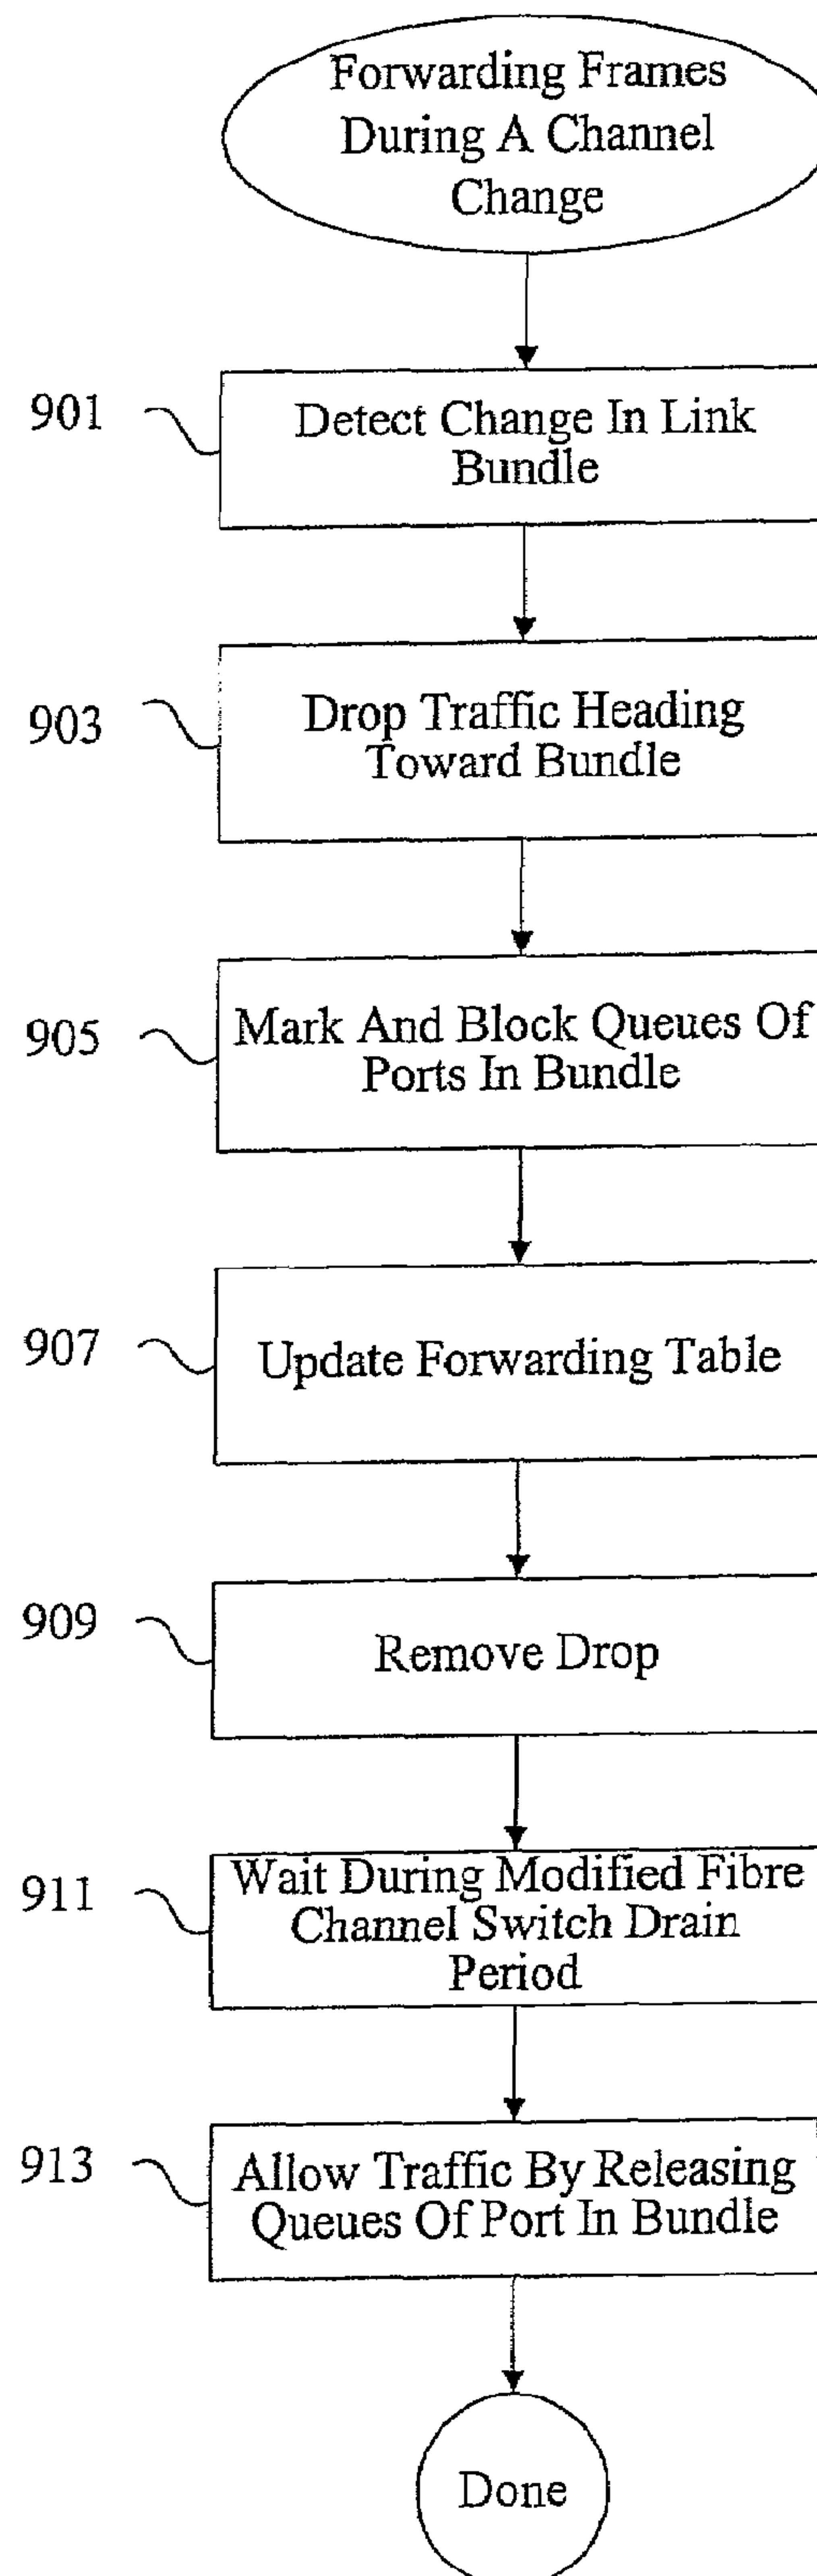 Forwarding Frames
During A Channel
Change
901
Detect Change In Link
Bundle
903
Drop Traffic Heading
Toward Bundle
905
Mark And Block Queues Of
Ports In Bundle
907
Update Forwarding Table
909
Remove Drop
911
Wait During Modified Fibre
Channel Switch Drain
Period
913
Allow Traffic By Releasing
Queues Of Port In Bundle
Done